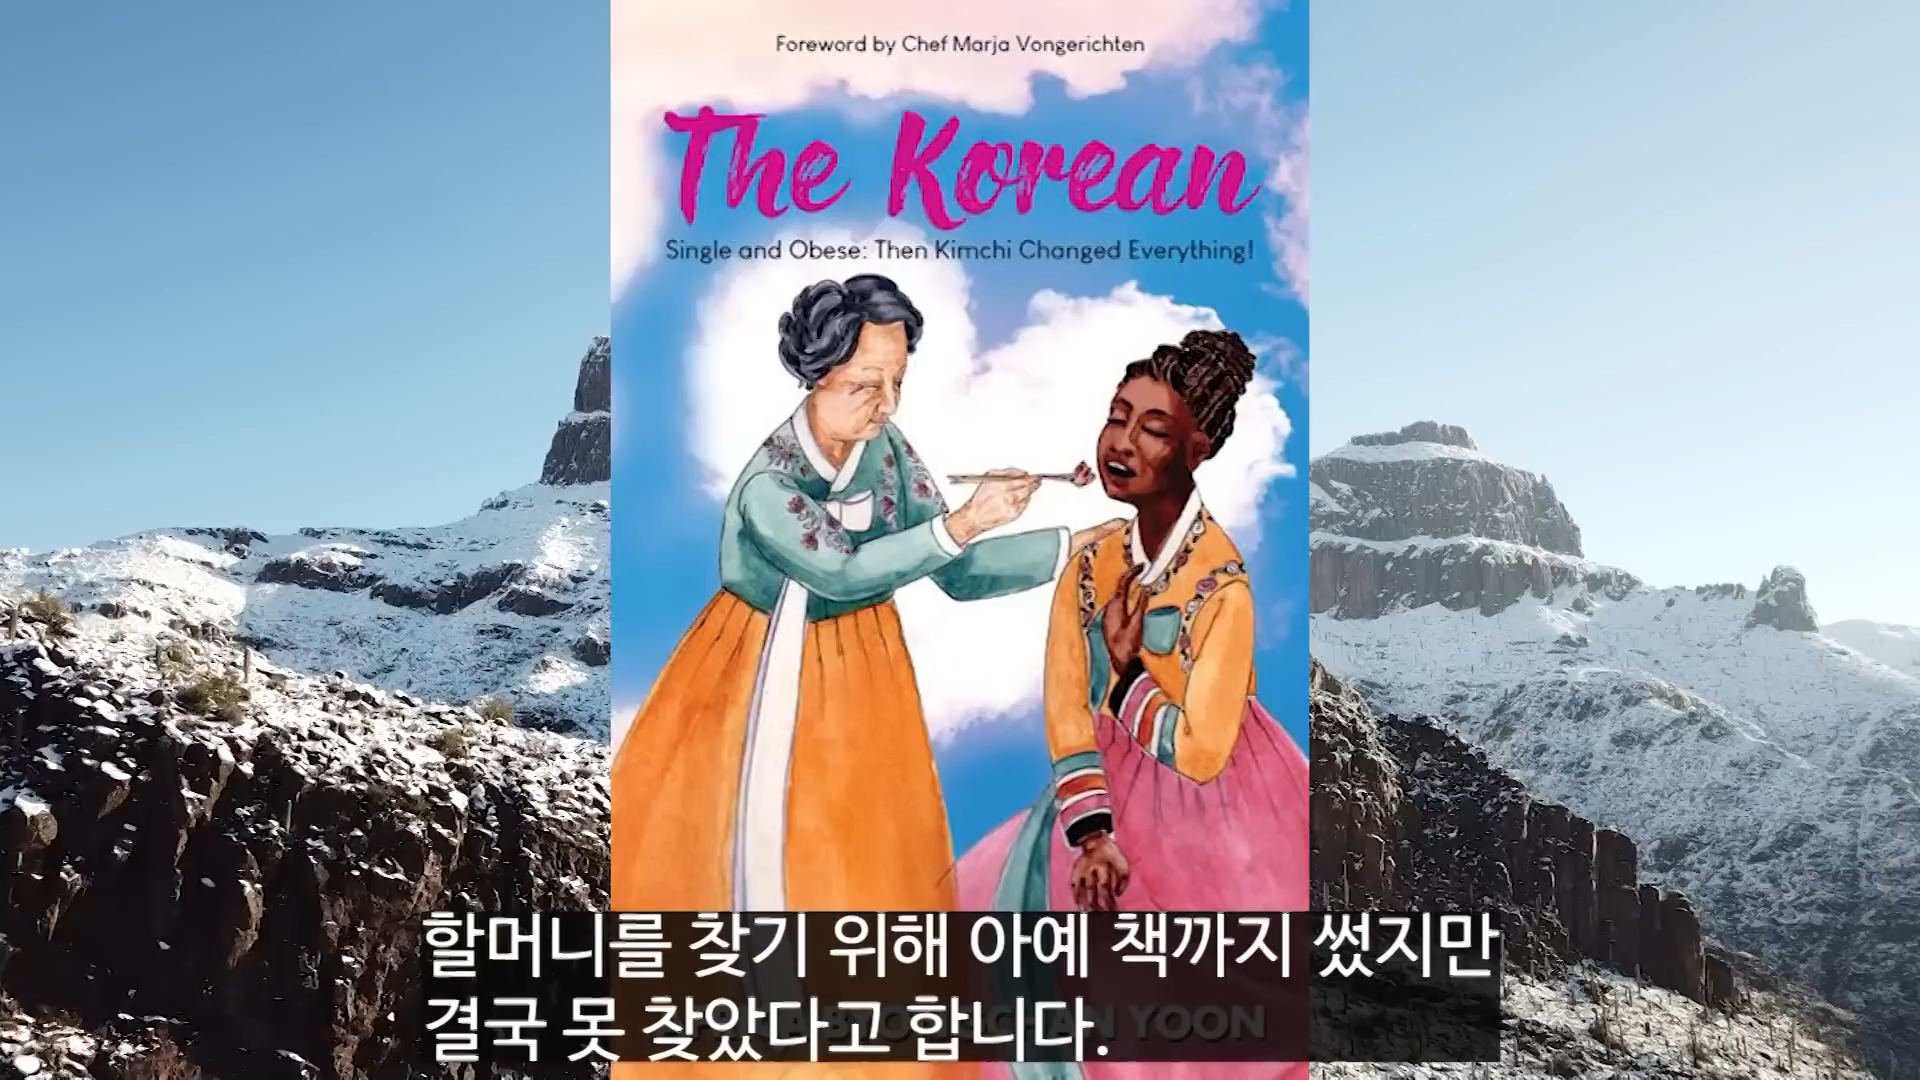 Foreword by Chef Marja Vongerichten
The Korean
Single and Obese: Then Kimchi Changed Everything!
할머니를 찾기 위해 아예 책까지 썼지만
결국 못 찾았다고 합니다.
YOON